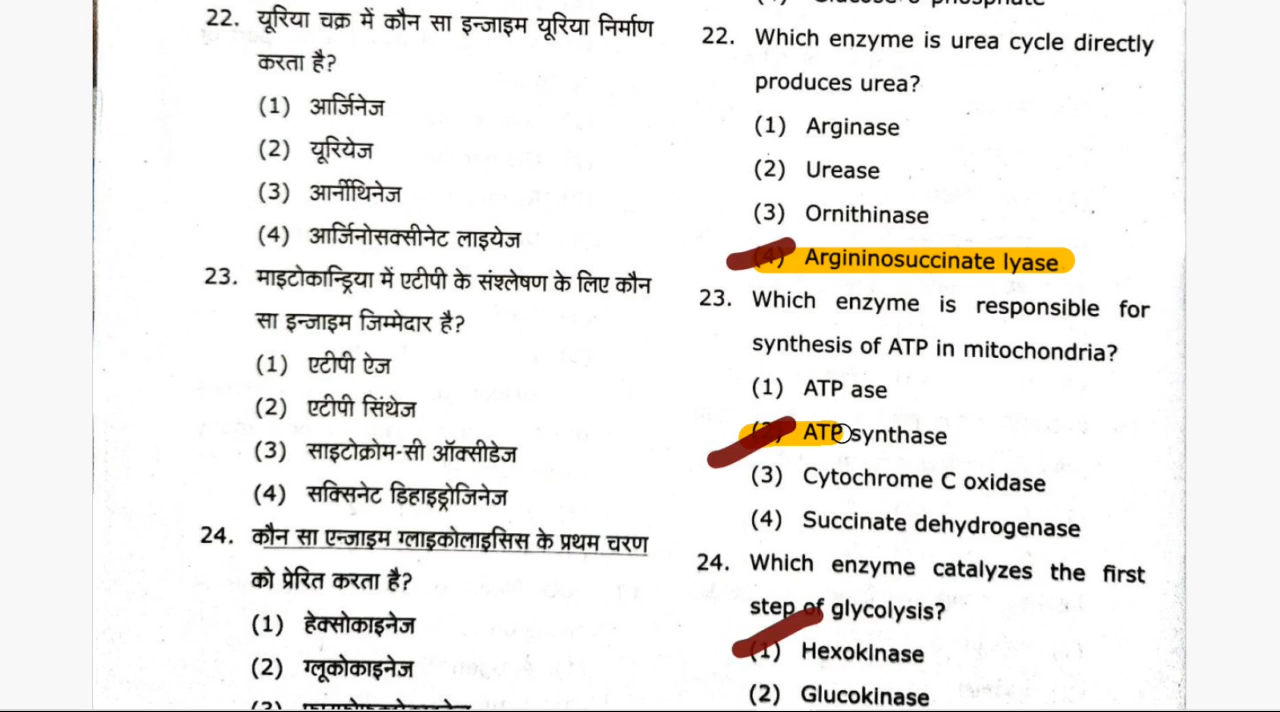 22. यूरिया चक्र में कौन सा इन्जाइम यूरिया निर्माण
करता है?
(1) आर्जिनेज
(2) यूरियेज
(3) आर्नीथिनेज
(4) आर्जिनोसक्सीनेट लाइयेज
23. माइटोकान्ड्रिया में एटीपी के संश्लेषण के लिए कौन
सा इन्जाइम जिम्मेदार है?
(1) एटीपी ऐज
(2) एटीपी सिंथेज
(3) साइटोक्रोम-सी ऑक्सीडेज
(4) सक्सिनेट डिहाइड्रोजिनेज
24. कौन सा एन्जाइम ग्लाइकोलाइसिस के प्रथम चरण
को प्रेरित करता है?
(1) हेक्सोकाइनेज
(2) ग्लूकोकाइनेज
22. Which enzyme is urea cycle directly
produces urea?
(1) Arginase
(2) Urease
(3) Ornithinase
(4) Argininosuccinate lyase
23. Which enzyme is responsible for
synthesis of ATP in mitochondria?
(1) ATP ase
(2) ATP synthase
(3) Cytochrome C oxidase
(4) Succinate dehydrogenase
24. Which enzyme catalyzes the first
step of glycolysis?
(1) Hexokinase
(2) Glucokinase